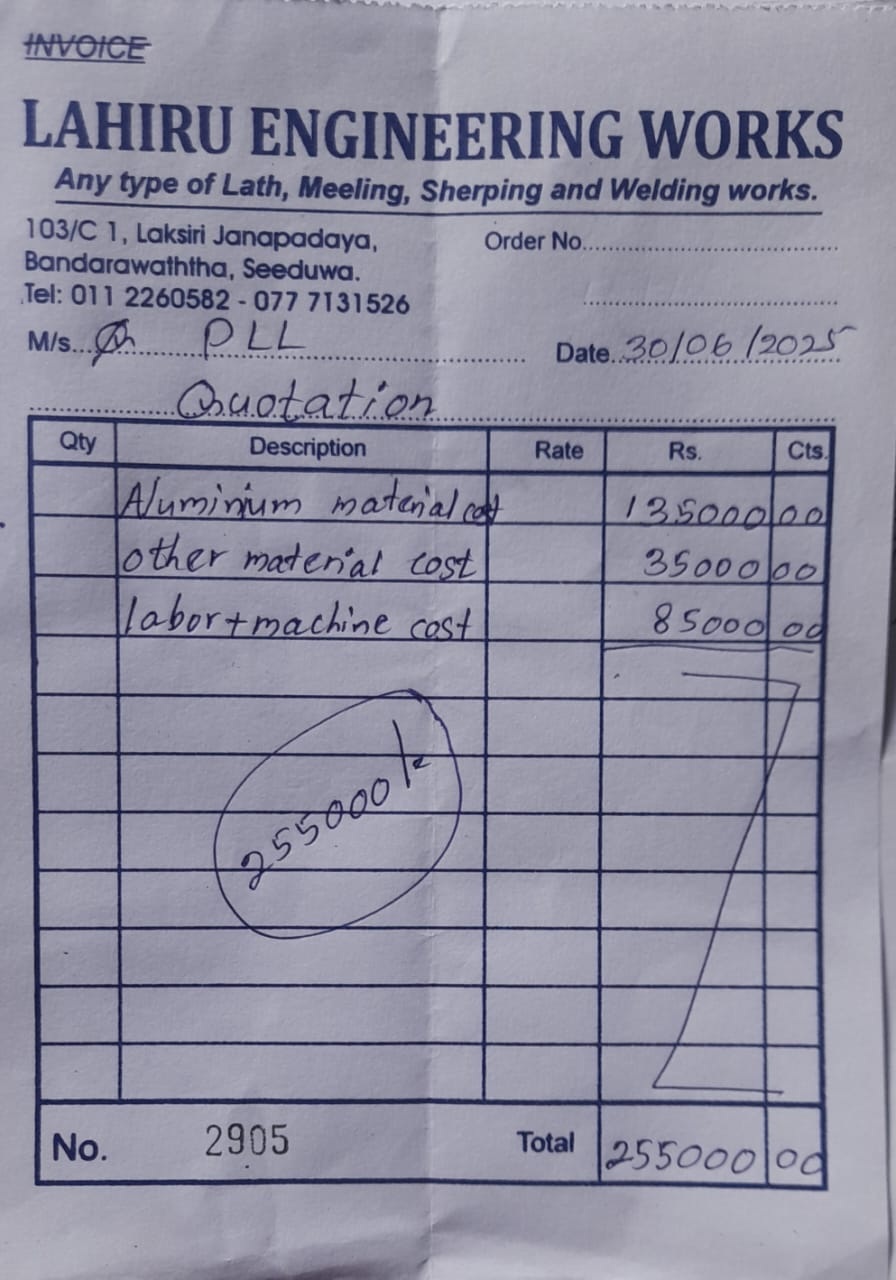 INVOICE
LAHIRU ENGINEERING WORKS
Any type of Lath, Meeling, Sherping and Welding works.
103/C 1, Laksiri Janapadaya,
Bandarawaththa, Seeduwa.
Tel: 011 2260582 - 077 7131526
Order No.
M/s. PLL
Date. 30/06/2025
Quotation
Qty Description Rate Rs. Cts.
Aluminium material cost 135000 00
other material cost 35000 00
labor+machine cost 85000 00
255000/=
No. 2905 Total 255000 00